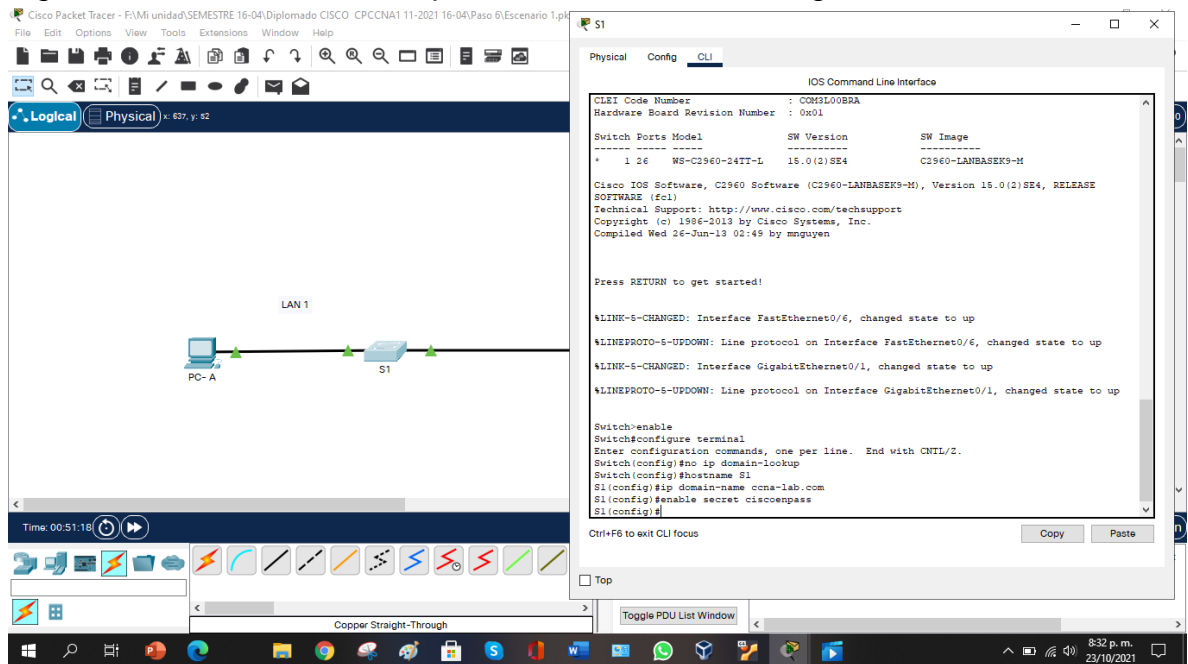 Cisco Packet Tracer - F:\Mi unidad\SEMESTRE 16-04\Diplomado CISCO CPCCNA1 11-2021 16-04\Paso 6\Escenario 1.pk
File Edit Options View Tools Extensions Window Help
Logical Physical x: 637, y: 52
LAN 1
PC- A
S1
Time: 00:51:18
Copper Straight-Through
S1
Physical Config CLI
IOS Command Line Interface
CLEI Code Number : COM3L00BRA
Hardware Board Revision Number : 0x01
Switch Ports Model SW Version SW Image
------ ----- ----- ---------- ----------
* 1 26 WS-C2960-24TT-L 15.0(2)SE4 C2960-LANBASEK9-M
Cisco IOS Software, C2960 Software (C2960-LANBASEK9-M), Version 15.0(2)SE4, RELEASE
SOFTWARE (fc1)
Technical Support: http://www.cisco.com/techsupport
Copyright (c) 1986-2013 by Cisco Systems, Inc.
Compiled Wed 26-Jun-13 02:49 by mnguyen
Press RETURN to get started!
%LINK-5-CHANGED: Interface FastEthernet0/6, changed state to up
%LINEPROTO-5-UPDOWN: Line protocol on Interface FastEthernet0/6, changed state to up
%LINK-5-CHANGED: Interface GigabitEthernet0/1, changed state to up
%LINEPROTO-5-UPDOWN: Line protocol on Interface GigabitEthernet0/1, changed state to up
Switch>enable
Switch#configure terminal
Enter configuration commands, one per line. End with CNTL/Z.
Switch(config)#no ip domain-lookup
Switch(config)#hostname S1
S1(config)#ip domain-name ccna-lab.com
S1(config)#enable secret ciscoenpass
S1(config)#
Ctrl+F6 to exit CLI focus
Copy Paste
Top
Toggle PDU List Window
8:32 p. m.
23/10/2021